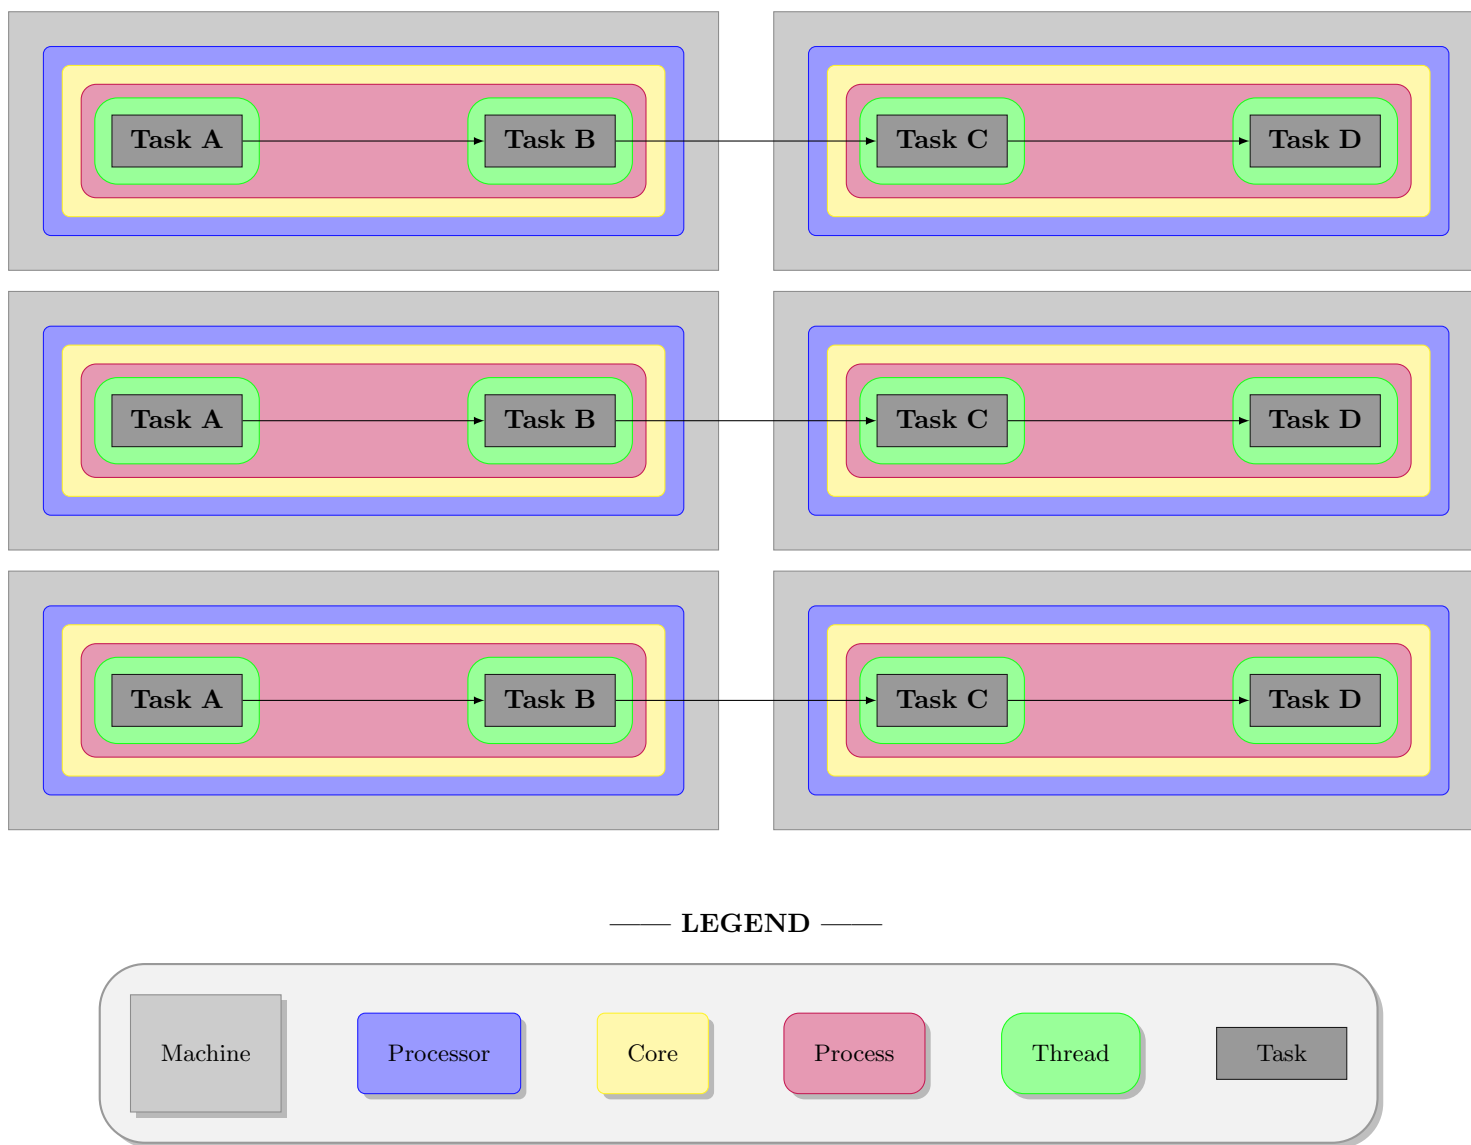 Task A Task B Task C Task D
Task A Task B Task C Task D
Task A Task B Task C Task D
LEGEND
Machine Processor Core Process Thread Task